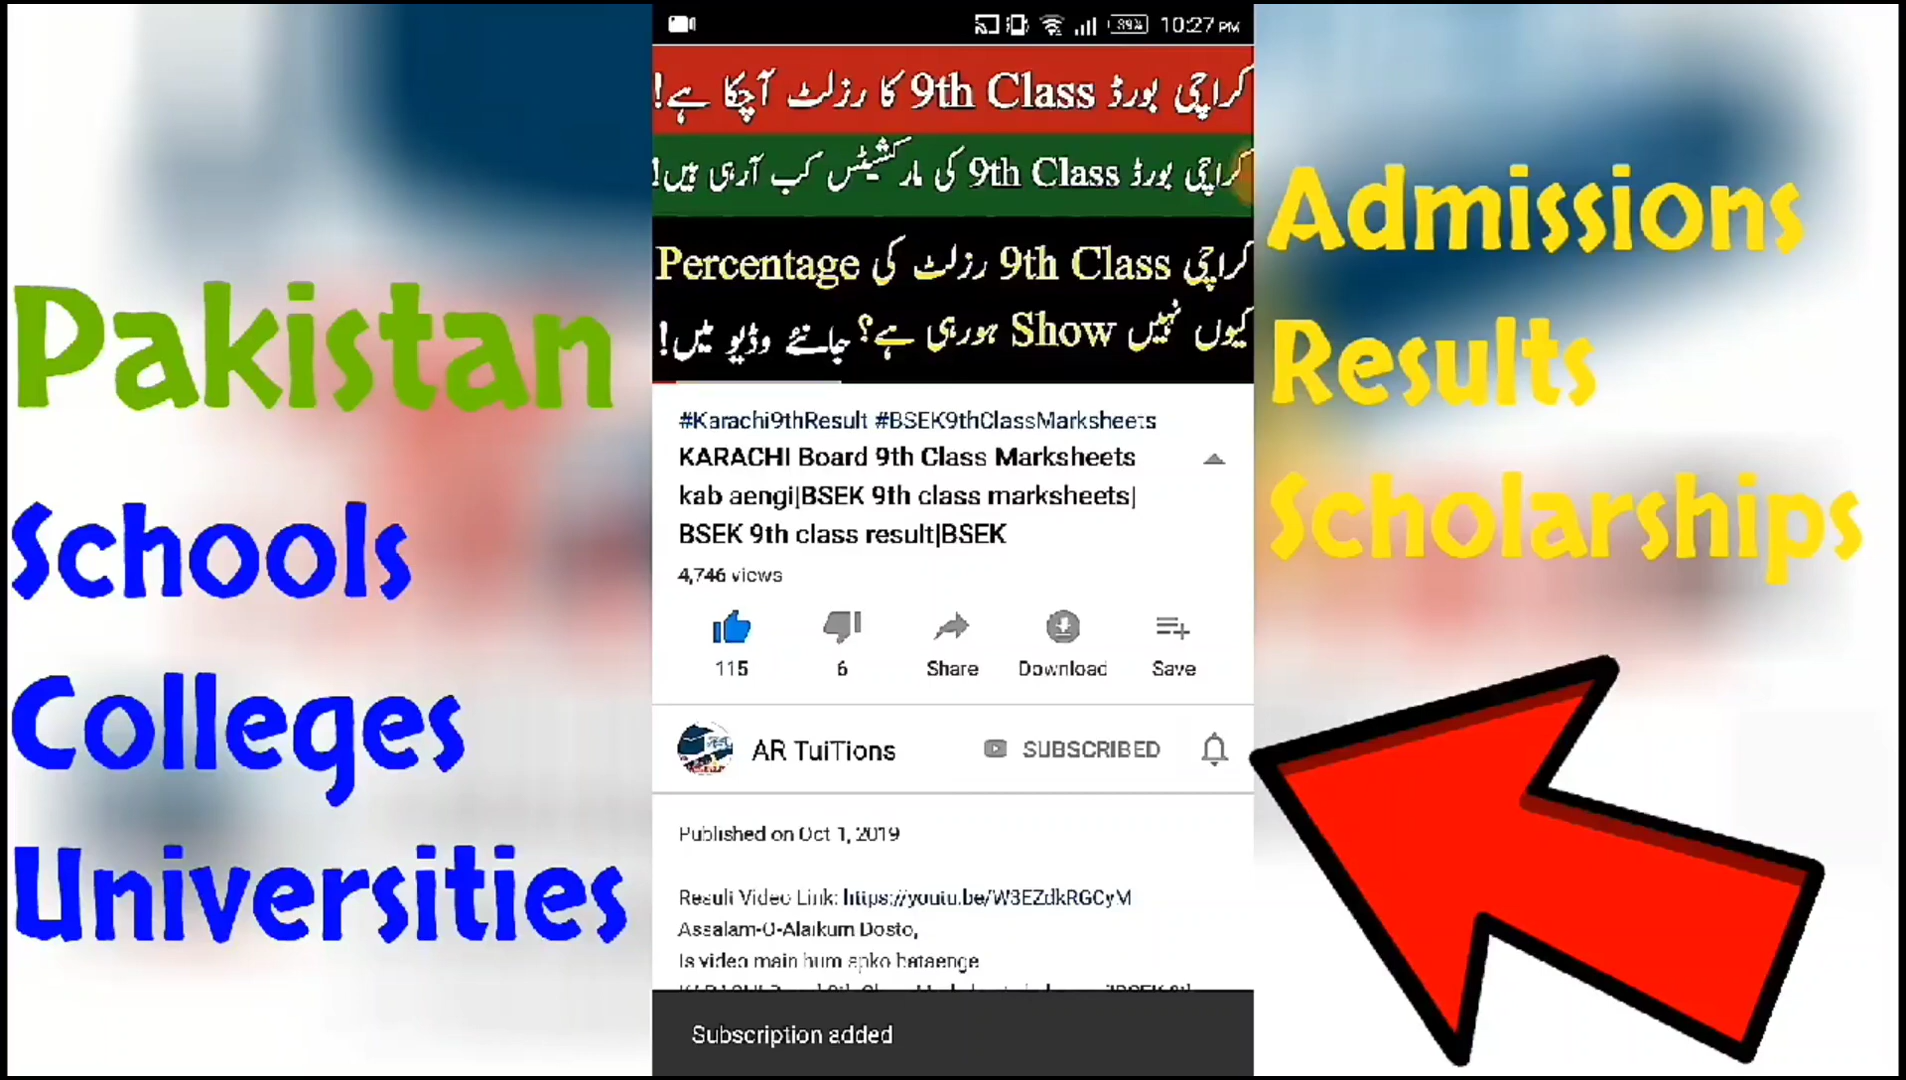 Pakistan
Schools
Colleges
Universities
39% 10:27 PM
کراچی بورڈ 9th Class کا رزلٹ آچکا ہے!
کراچی بورڈ 9th Class کی مارکشیٹس کب آرہی ہیں!
کراچی 9th Class رزلٹ کی Percentage
کیوں نہیں Show ہورہی ہے؟ جانئے وڈیو میں!
#Karachi9thResult #BSEK9thClassMarksheets
KARACHI Board 9th Class Marksheets
kab aengi|BSEK 9th class marksheets|
BSEK 9th class result|BSEK
4,746 views
115 6 Share Download Save
AR TuiTions SUBSCRIBED
Published on Oct 1, 2019
Result Video Link: https://youtu.be/W3EZdkRGCyM
Assalam-O-Alaikum Dosto,
Is video main hum apko bataenge
Subscription added
Admissions
Results
Scholarships